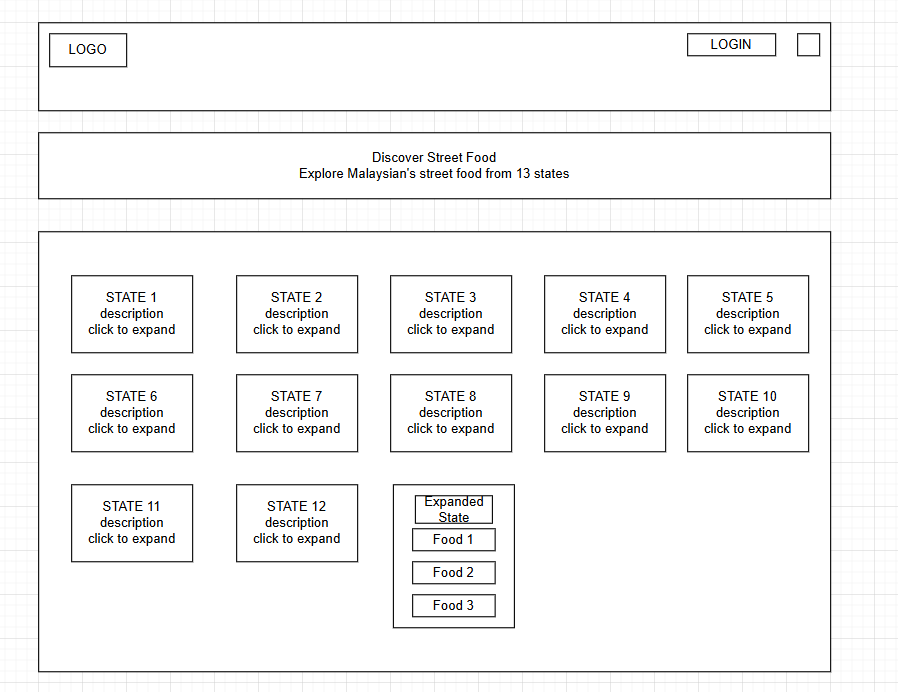 LOGO
LOGIN
Discover Street Food
Explore Malaysian's street food from 13 states
STATE 1
description
click to expand
STATE 2
description
click to expand
STATE 3
description
click to expand
STATE 4
description
click to expand
STATE 5
description
click to expand
STATE 6
description
click to expand
STATE 7
description
click to expand
STATE 8
description
click to expand
STATE 9
description
click to expand
STATE 10
description
click to expand
STATE 11
description
click to expand
STATE 12
description
click to expand
Expanded
State
Food 1
Food 2
Food 3